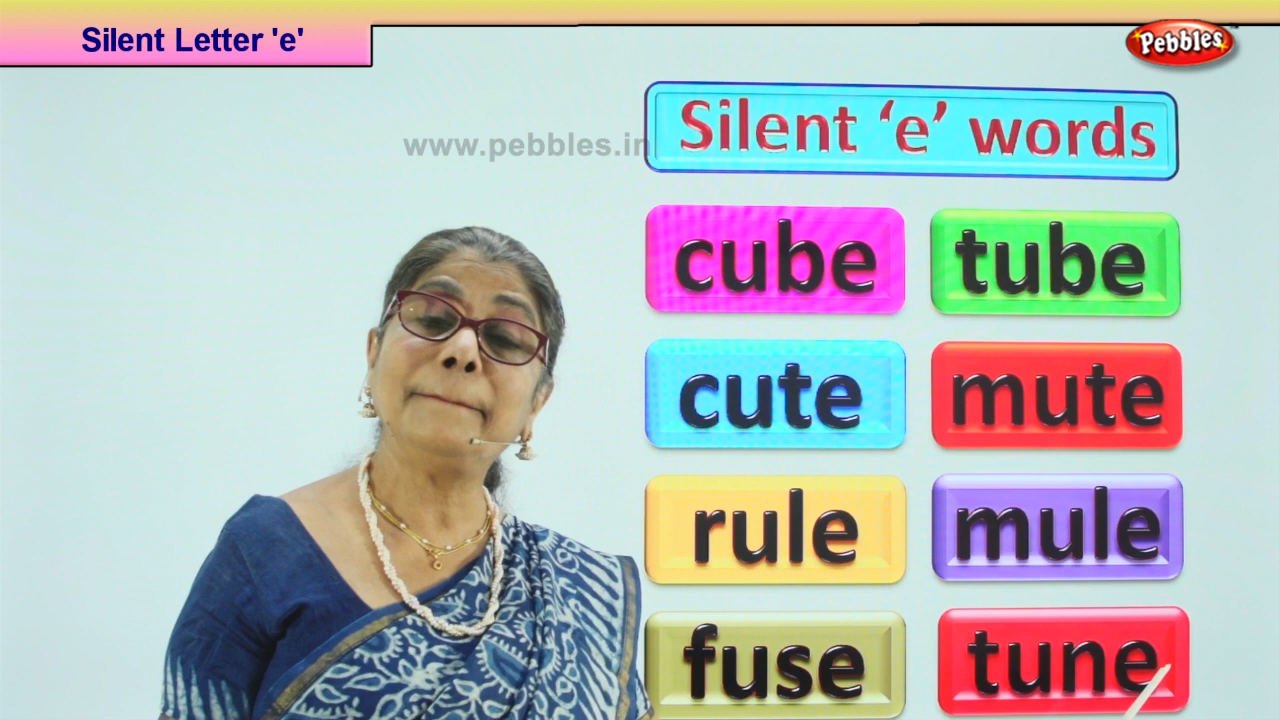 Silent Letter 'e'
Pebbles
www.pebbles.in
Silent ‘e’ words
cube tube
cute mute
rule mule
fuse tune